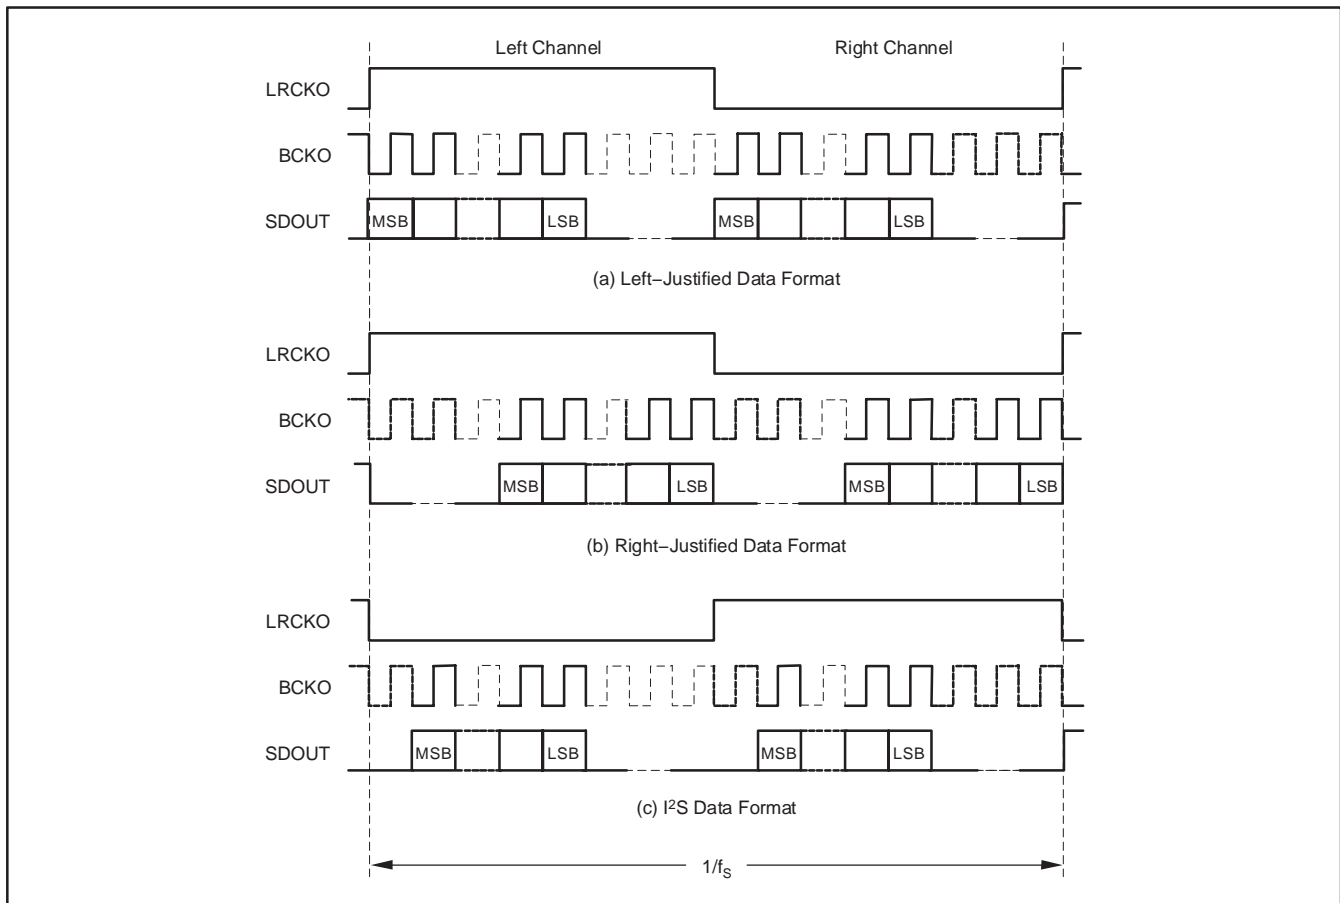 Left Channel Right Channel
LRCKO
BCKO
SDOUT MSB LSB MSB LSB
(a) Left–Justified Data Format
LRCKO
BCKO
SDOUT MSB LSB MSB LSB
(b) Right–Justified Data Format
LRCKO
BCKO
SDOUT MSB LSB MSB LSB
(c) I²S Data Format
1/fS